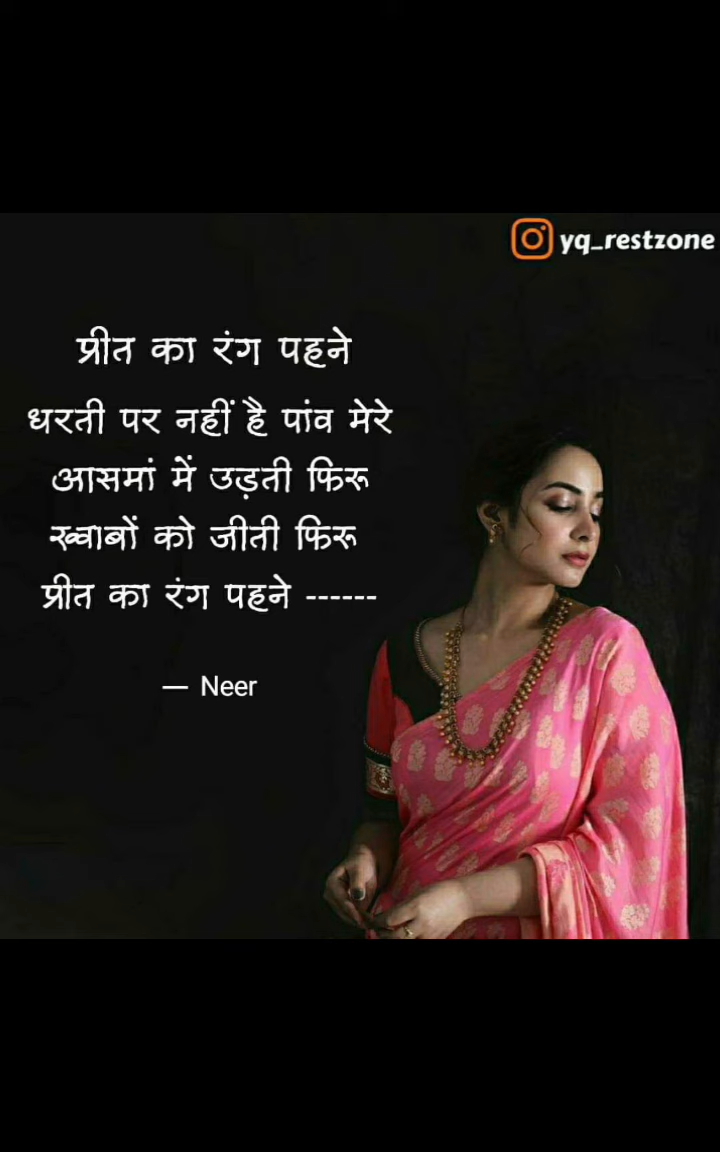 yq_restzone
प्रीत का रंग पहने
धरती पर नहीं है पांव मेरे
आसमां में उड़ती फिरू
ख्वाबों को जीती फिरू
प्रीत का रंग पहने ------
— Neer